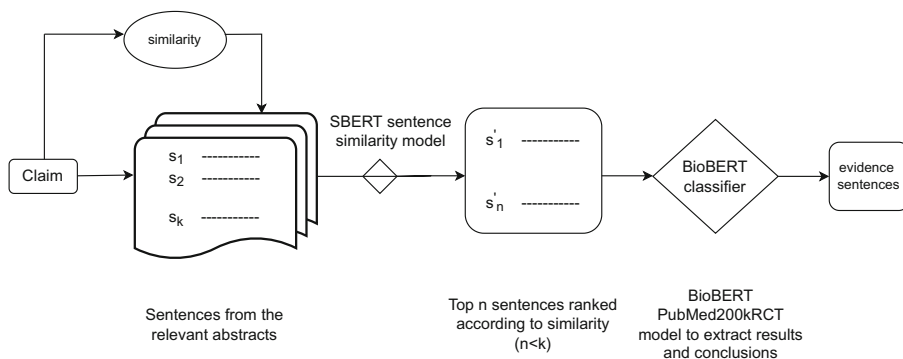 similarity
Claim
s1 -----------
s2 -----------
sk -----------
SBERT sentence
similarity model
s'1 -----------
s'n -----------
BioBERT
classifier
evidence
sentences
Sentences from the
relevant abstracts
Top n sentences ranked
according to similarity
(n<k)
BioBERT
PubMed200kRCT
model to extract results
and conclusions